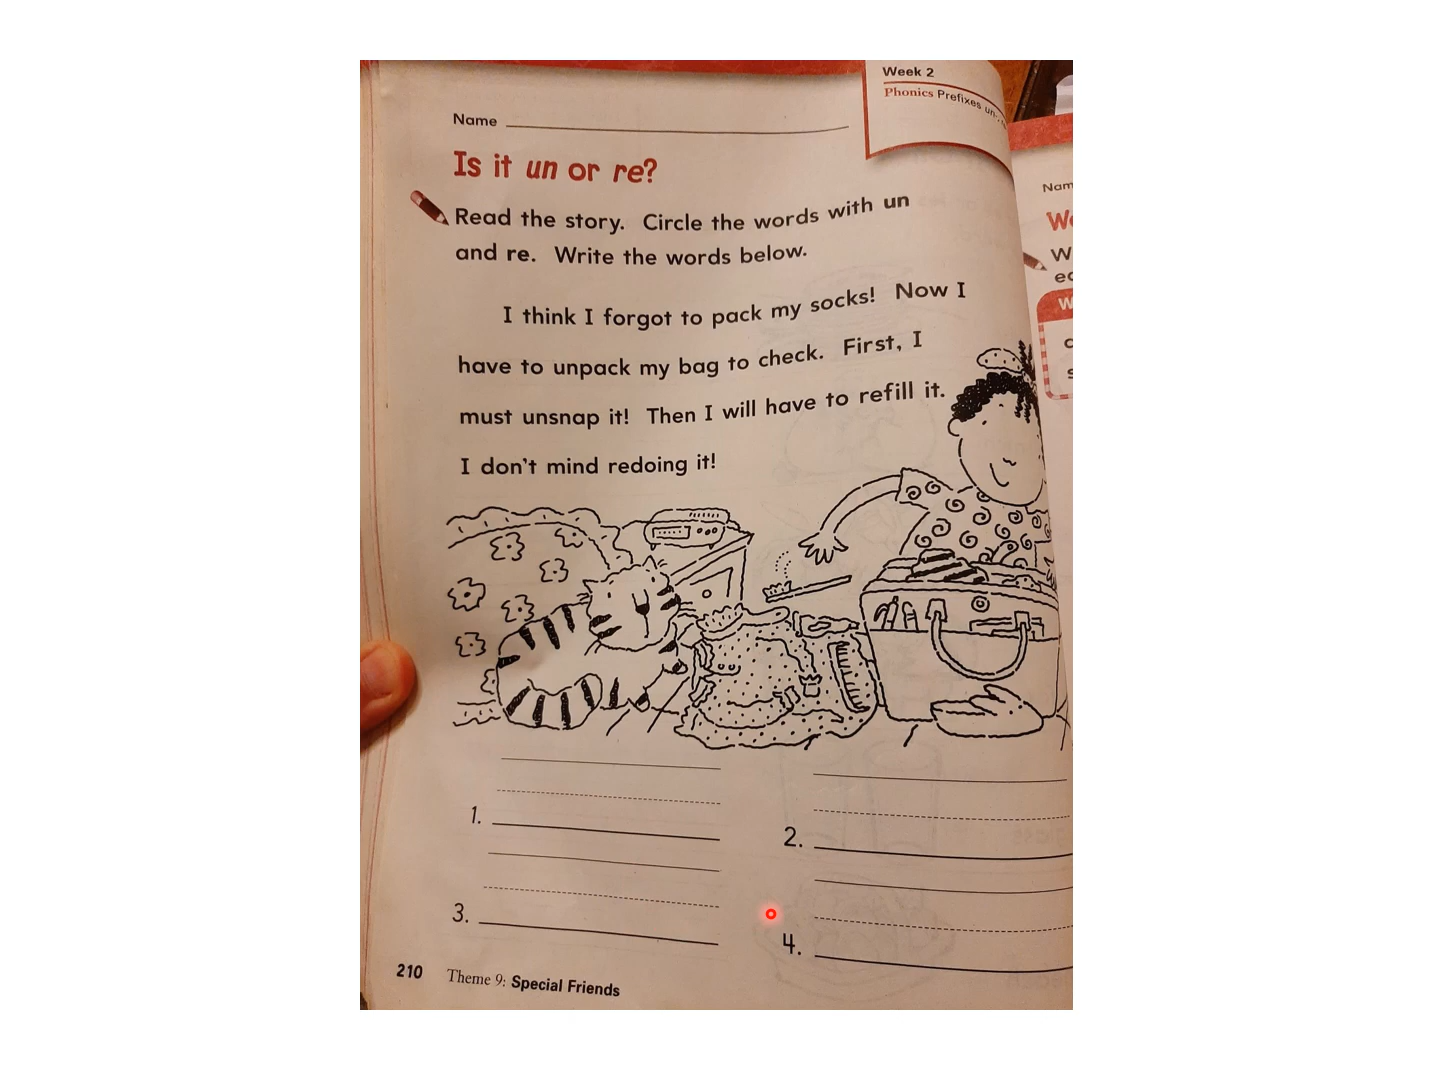 Week 2
Phonics Prefixes un-,
Name
Is it un or re?
Read the story. Circle the words with un
and re. Write the words below.
I think I forgot to pack my socks! Now I
have to unpack my bag to check. First, I
must unsnap it! Then I will have to refill it.
I don't mind redoing it!
1.
2.
3.
4.
210 Theme 9: Special Friends
Nam
W